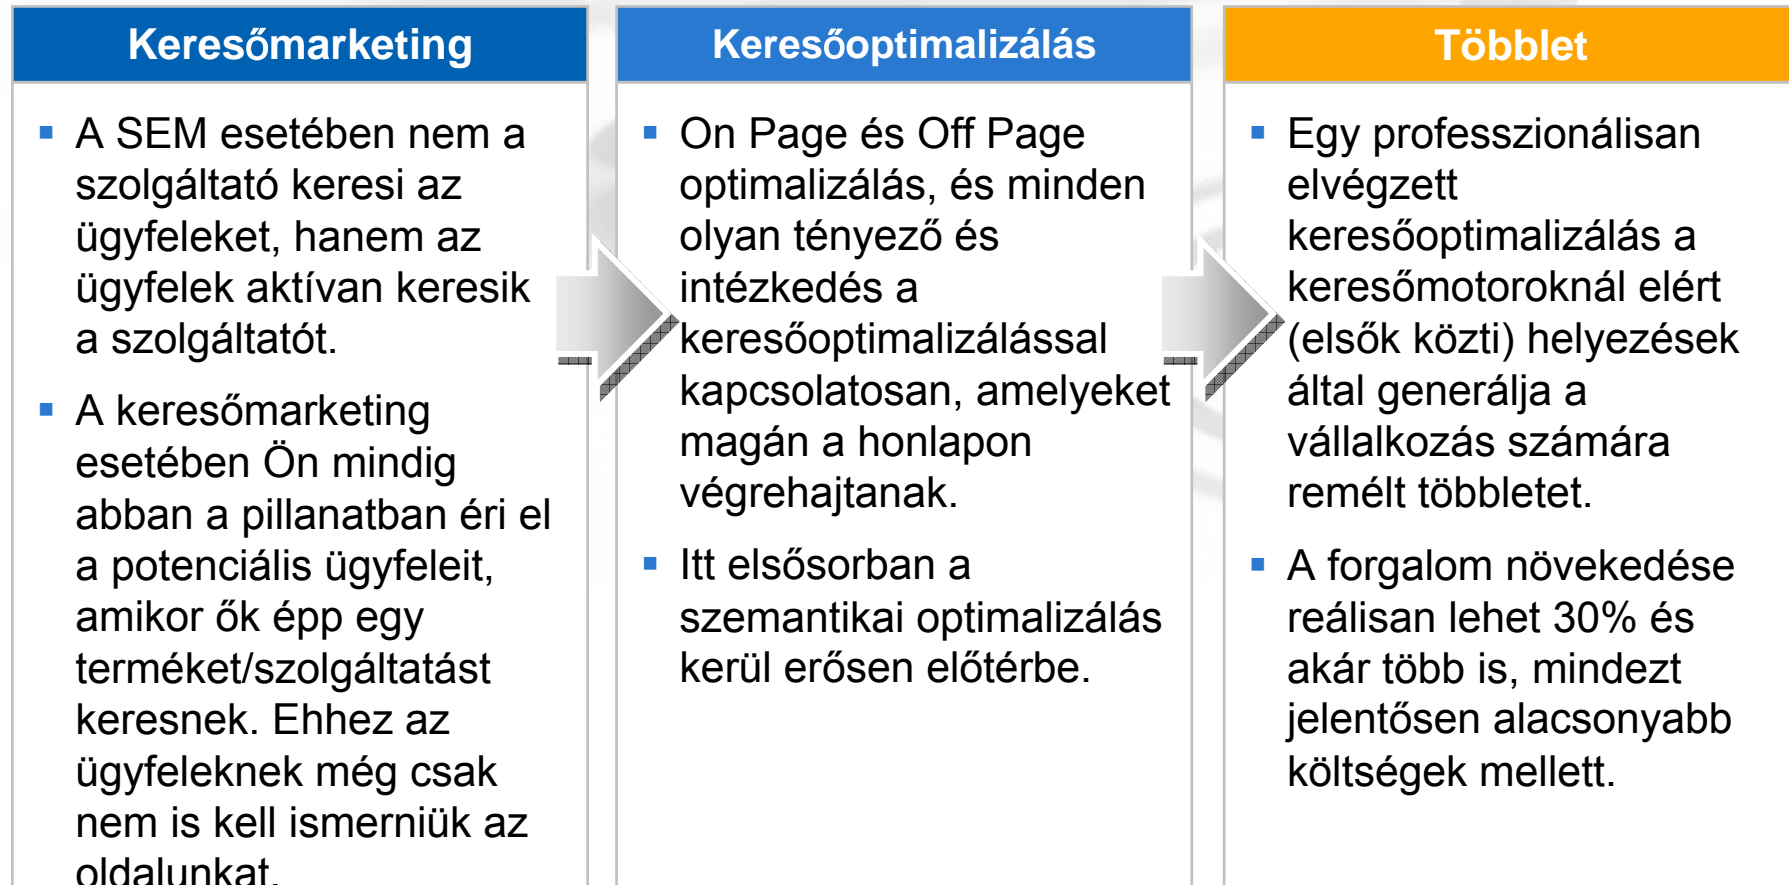 Keresőmarketing
A SEM esetében nem a
szolgáltató keresi az
ügyfeleket, hanem az
ügyfelek aktívan keresik
a szolgáltatót.
A keresőmarketing
esetében Ön mindig
abban a pillanatban éri el
a potenciális ügyfeleit,
amikor ők épp egy
terméket/szolgáltatást
keresnek. Ehhez az
ügyfeleknek még csak
nem is kell ismerniük az
oldalunkat.
Keresőoptimalizálás
On Page és Off Page
optimalizálás, és minden
olyan tényező és
intézkedés a
keresőoptimalizálással
kapcsolatosan, amelyeket
magán a honlapon
végrehajtanak.
Itt elsősorban a
szemantikai optimalizálás
kerül erősen előtérbe.
Többlet
Egy professzionálisan
elvégzett
keresőoptimalizálás a
keresőmotoroknál elért
(elsők közti) helyezések
által generálja a
vállalkozás számára
remélt többletet.
A forgalom növekedése
reálisan lehet 30% és
akár több is, mindezt
jelentősen alacsonyabb
költségek mellett.